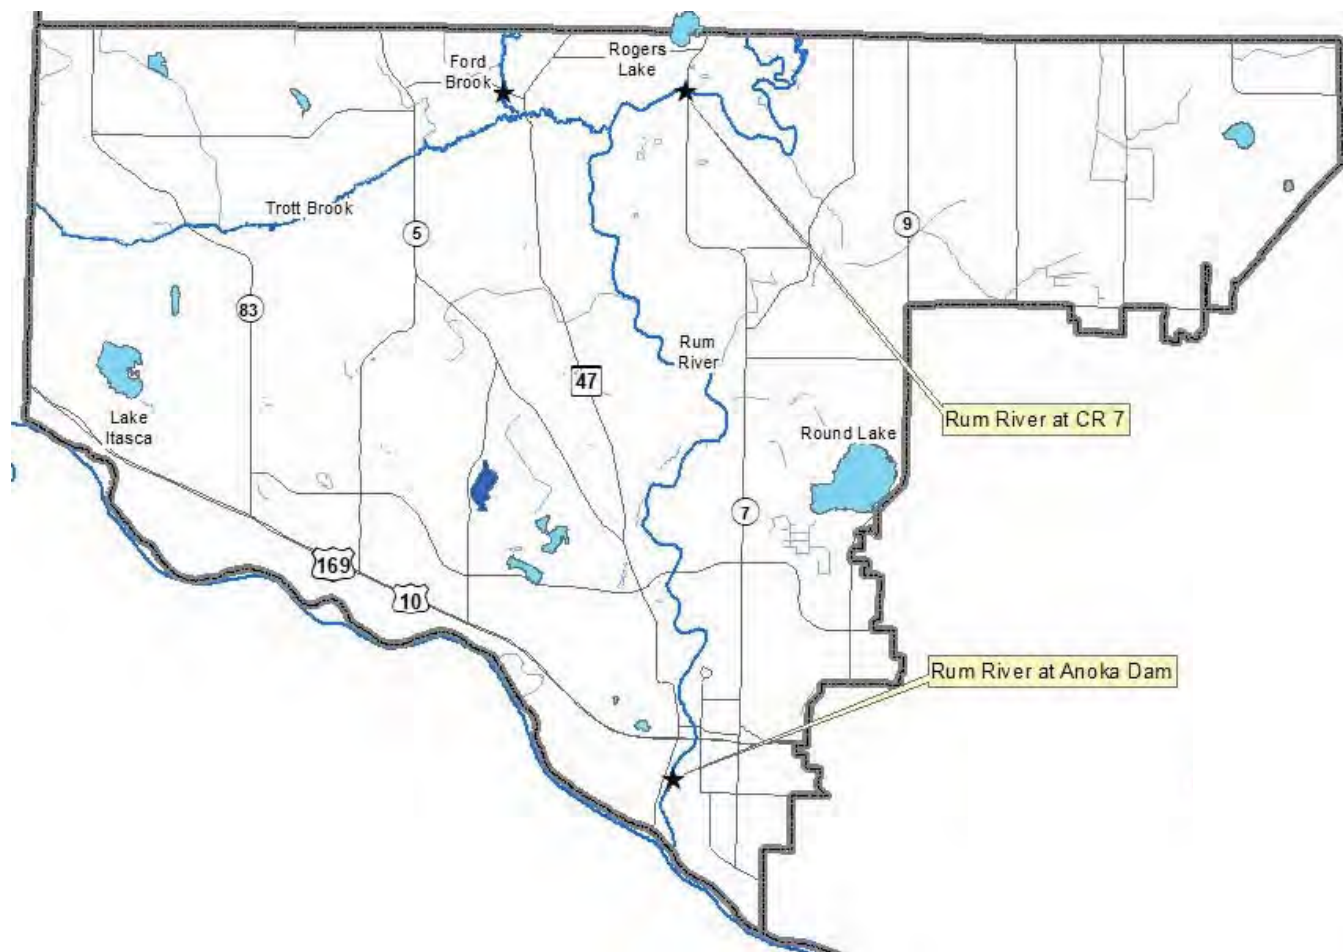 Ford
Brook
Rogers
Lake
Trott Brook
5
9
83
Rum
River
47
Lake
Itasca
Rum River at CR 7
Round Lake
7
169
10
Rum River at Anoka Dam